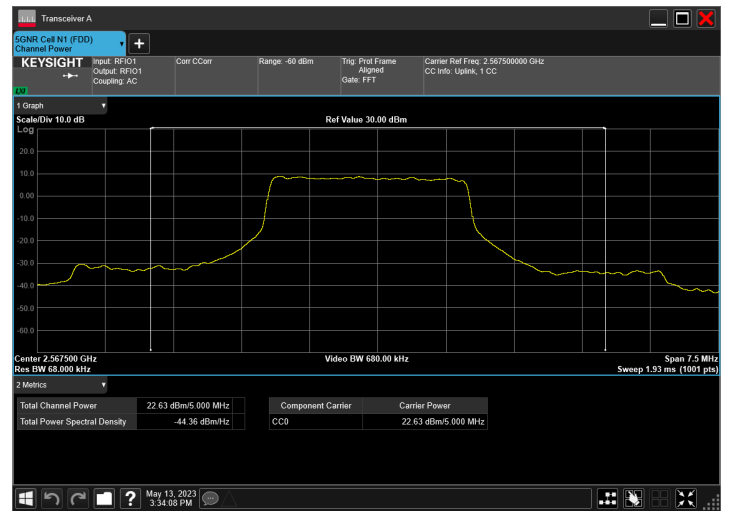 Transceiver A
5GNR Cell N1 (FDD)
Channel Power
KEYSIGHT
LXI
Input: RFIO1
Output: RFIO1
Coupling: AC
Corr CCorr
Range: -60 dBm
Trig: Prot Frame
Aligned
Gate: FFT
Carrier Ref Freq: 2.567500000 GHz
CC Info: Uplink, 1 CC
1 Graph
Scale/Div 10.0 dB
Ref Value 30.00 dBm
Log
20.0
10.0
0.00
-10.0
-20.0
-30.0
-40.0
-50.0
-60.0
Center 2.567500 GHz
Video BW 680.00 kHz
Span 7.5 MHz
Res BW 68.000 kHz
Sweep 1.93 ms (1001 pts)
2 Metrics
Total Channel Power 22.63 dBm/5.000 MHz
Total Power Spectral Density -44.36 dBm/Hz
Component Carrier Carrier Power
CC0 22.63 dBm/5.000 MHz
May 13, 2023
3:34:08 PM